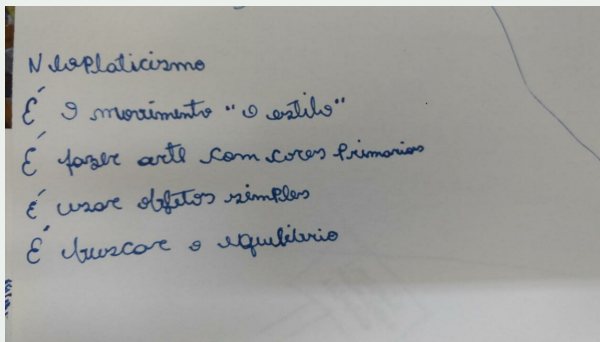 Neoplaticismo
É o movimento "o estilo"
É fazer arte com cores primarias
É usar objetos simples
É buscar o equilibrio